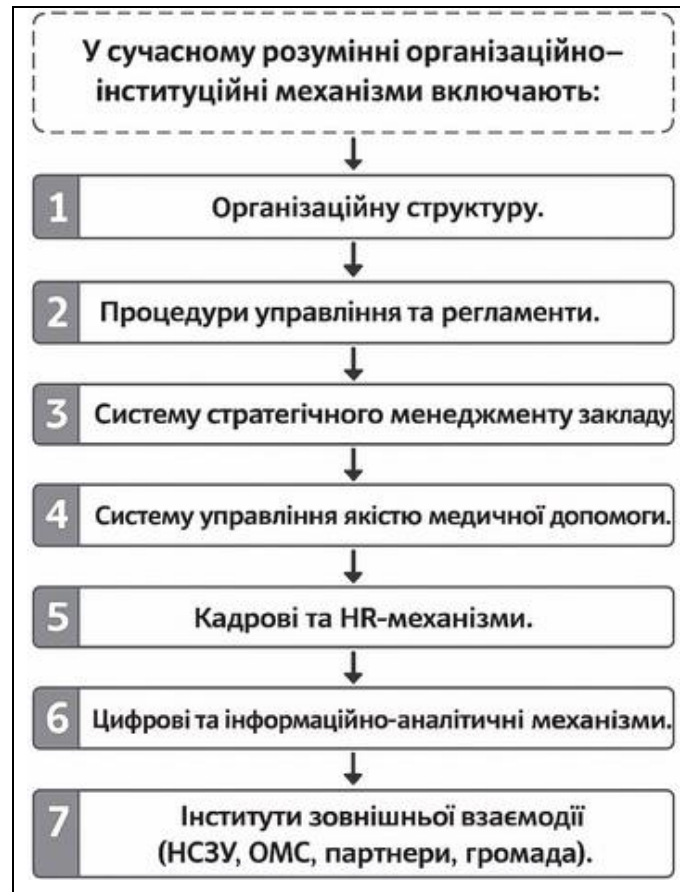 У сучасному розумінні організаційно–
інституційні механізми включають:
1 Організаційну структуру.
2 Процедури управління та регламенти.
3 Систему стратегічного менеджменту закладу.
4 Систему управління якістю медичної допомоги.
5 Кадрові та HR-механізми.
6 Цифрові та інформаційно-аналітичні механізми.
7 Інститути зовнішньої взаємодії
(НСЗУ, ОМС, партнери, громада).